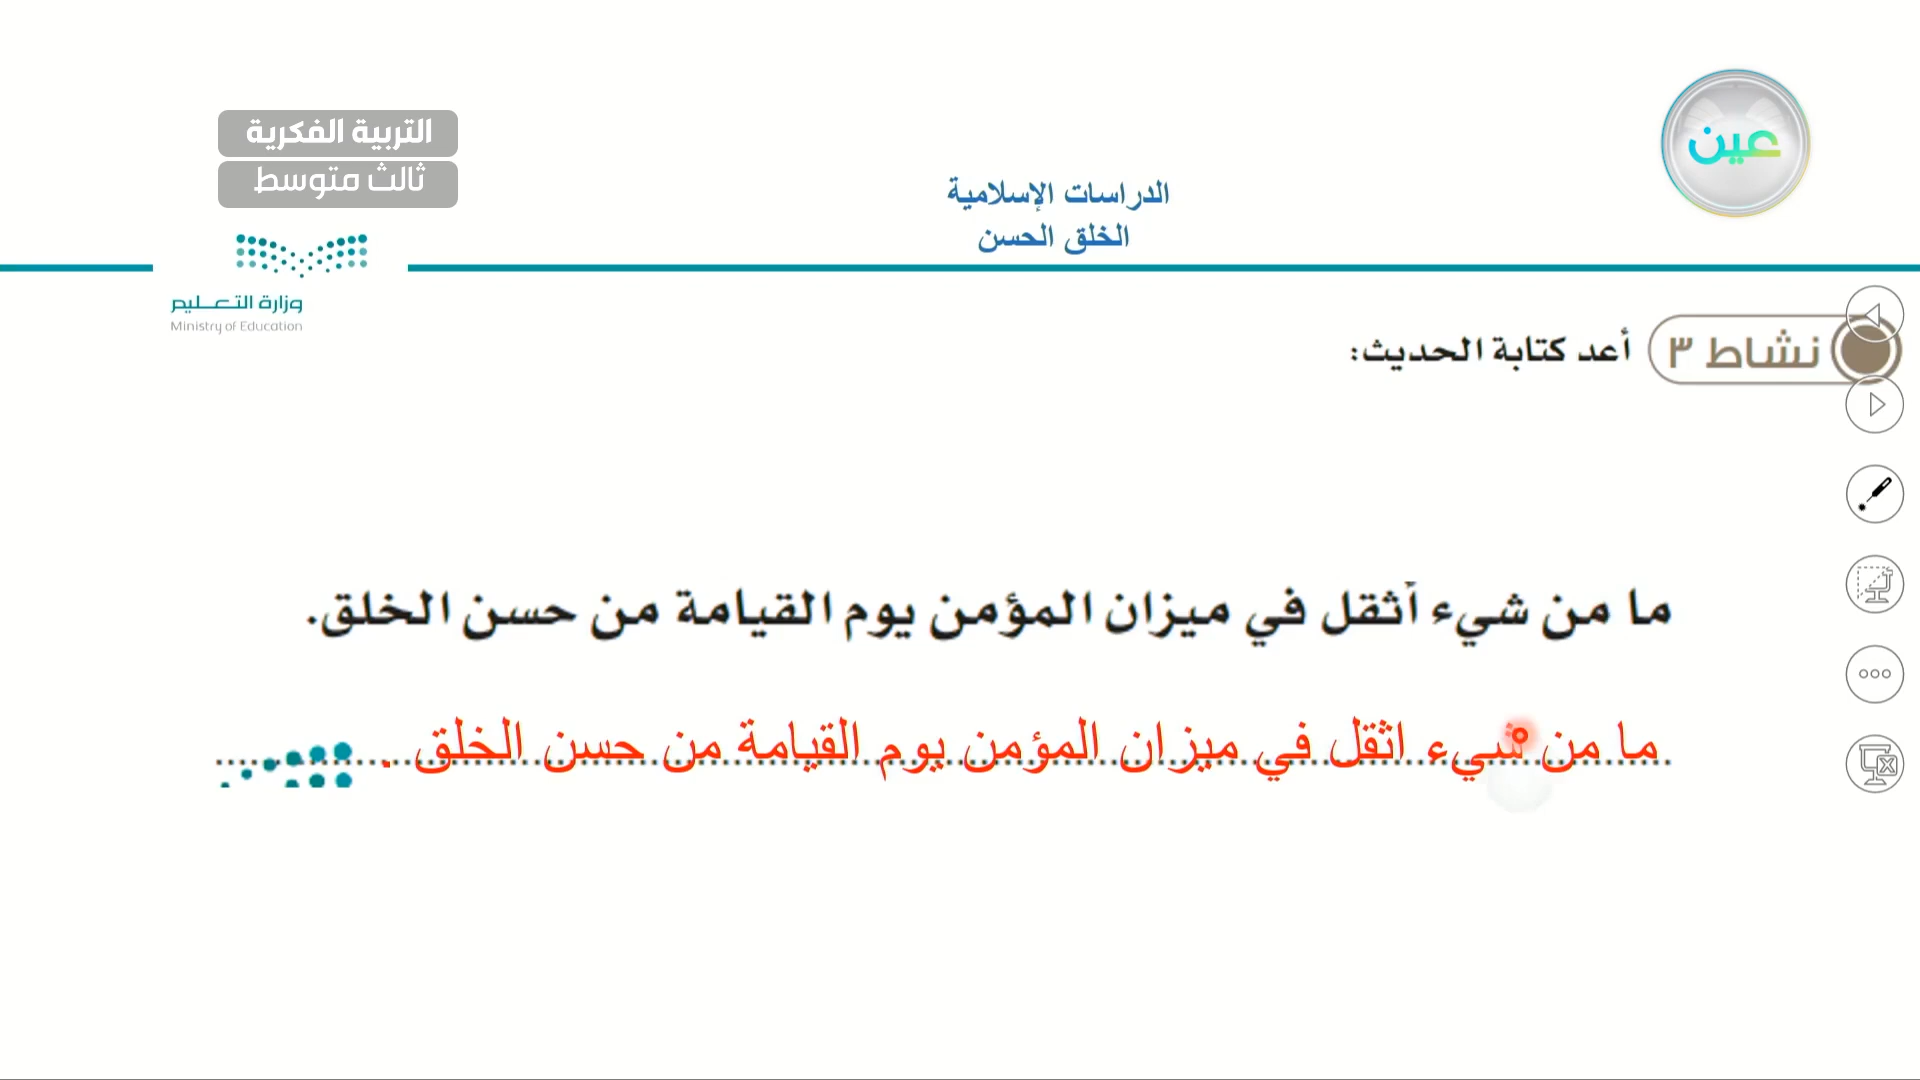 عين
التربية الفكرية
ثالث متوسط
الدراسات الإسلامية
الخلق الحسن
وزارة التعليم
Ministry of Education
نشاط ٣
أعد كتابة الحديث:
ما من شيء أثقل في ميزان المؤمن يوم القيامة من حسن الخلق.
ما من شيء اثقل في ميزان المؤمن يوم القيامة من حسن الخلق .